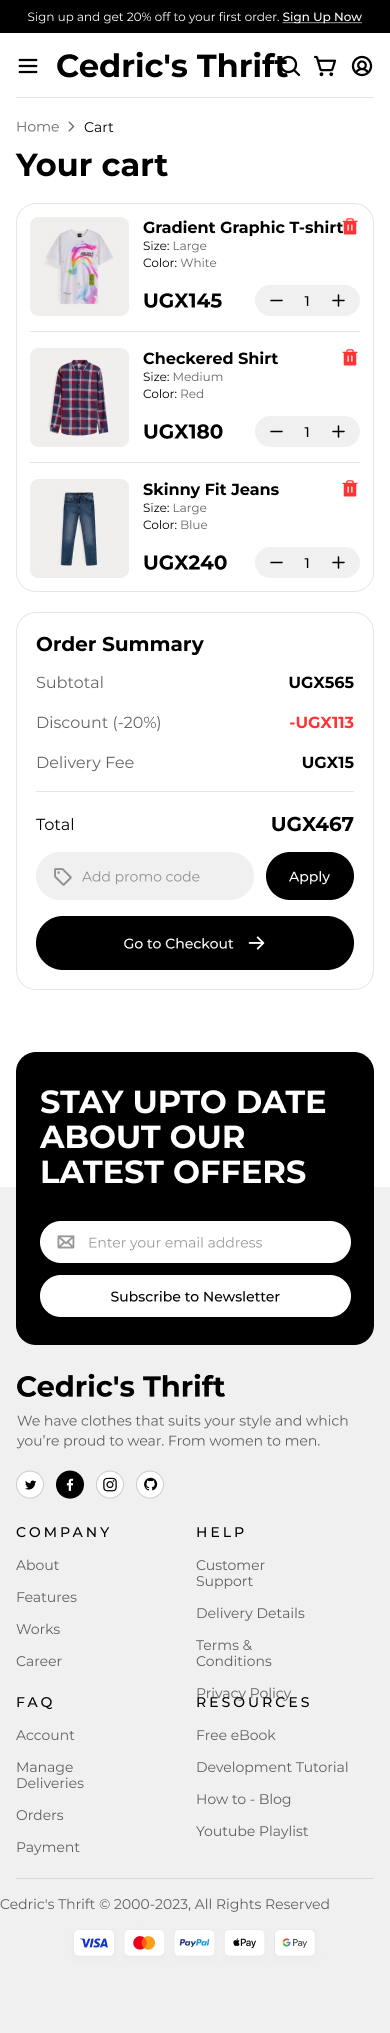 Sign up and get 20% off to your first order. Sign Up Now
Cedric's Thrift
Home > Cart
Your cart
Gradient Graphic T-shirt
Size: Large
Color: White
UGX145
1
Checkered Shirt
Size: Medium
Color: Red
UGX180
1
Skinny Fit Jeans
Size: Large
Color: Blue
UGX240
1
Order Summary
Subtotal UGX565
Discount (-20%) -UGX113
Delivery Fee UGX15
Total UGX467
Add promo code Apply
Go to Checkout
STAY UPTO DATE
ABOUT OUR
LATEST OFFERS
Enter your email address
Subscribe to Newsletter
Cedric's Thrift
We have clothes that suits your style and which
you’re proud to wear. From women to men.
COMPANY
About
Features
Works
Career
HELP
Customer
Support
Delivery Details
Terms &
Conditions
Privacy Policy
FAQ
Account
Manage
Deliveries
Orders
Payment
RESOURCES
Free eBook
Development Tutorial
How to - Blog
Youtube Playlist
Cedric's Thrift © 2000-2023, All Rights Reserved
VISA PayPal Pay G Pay